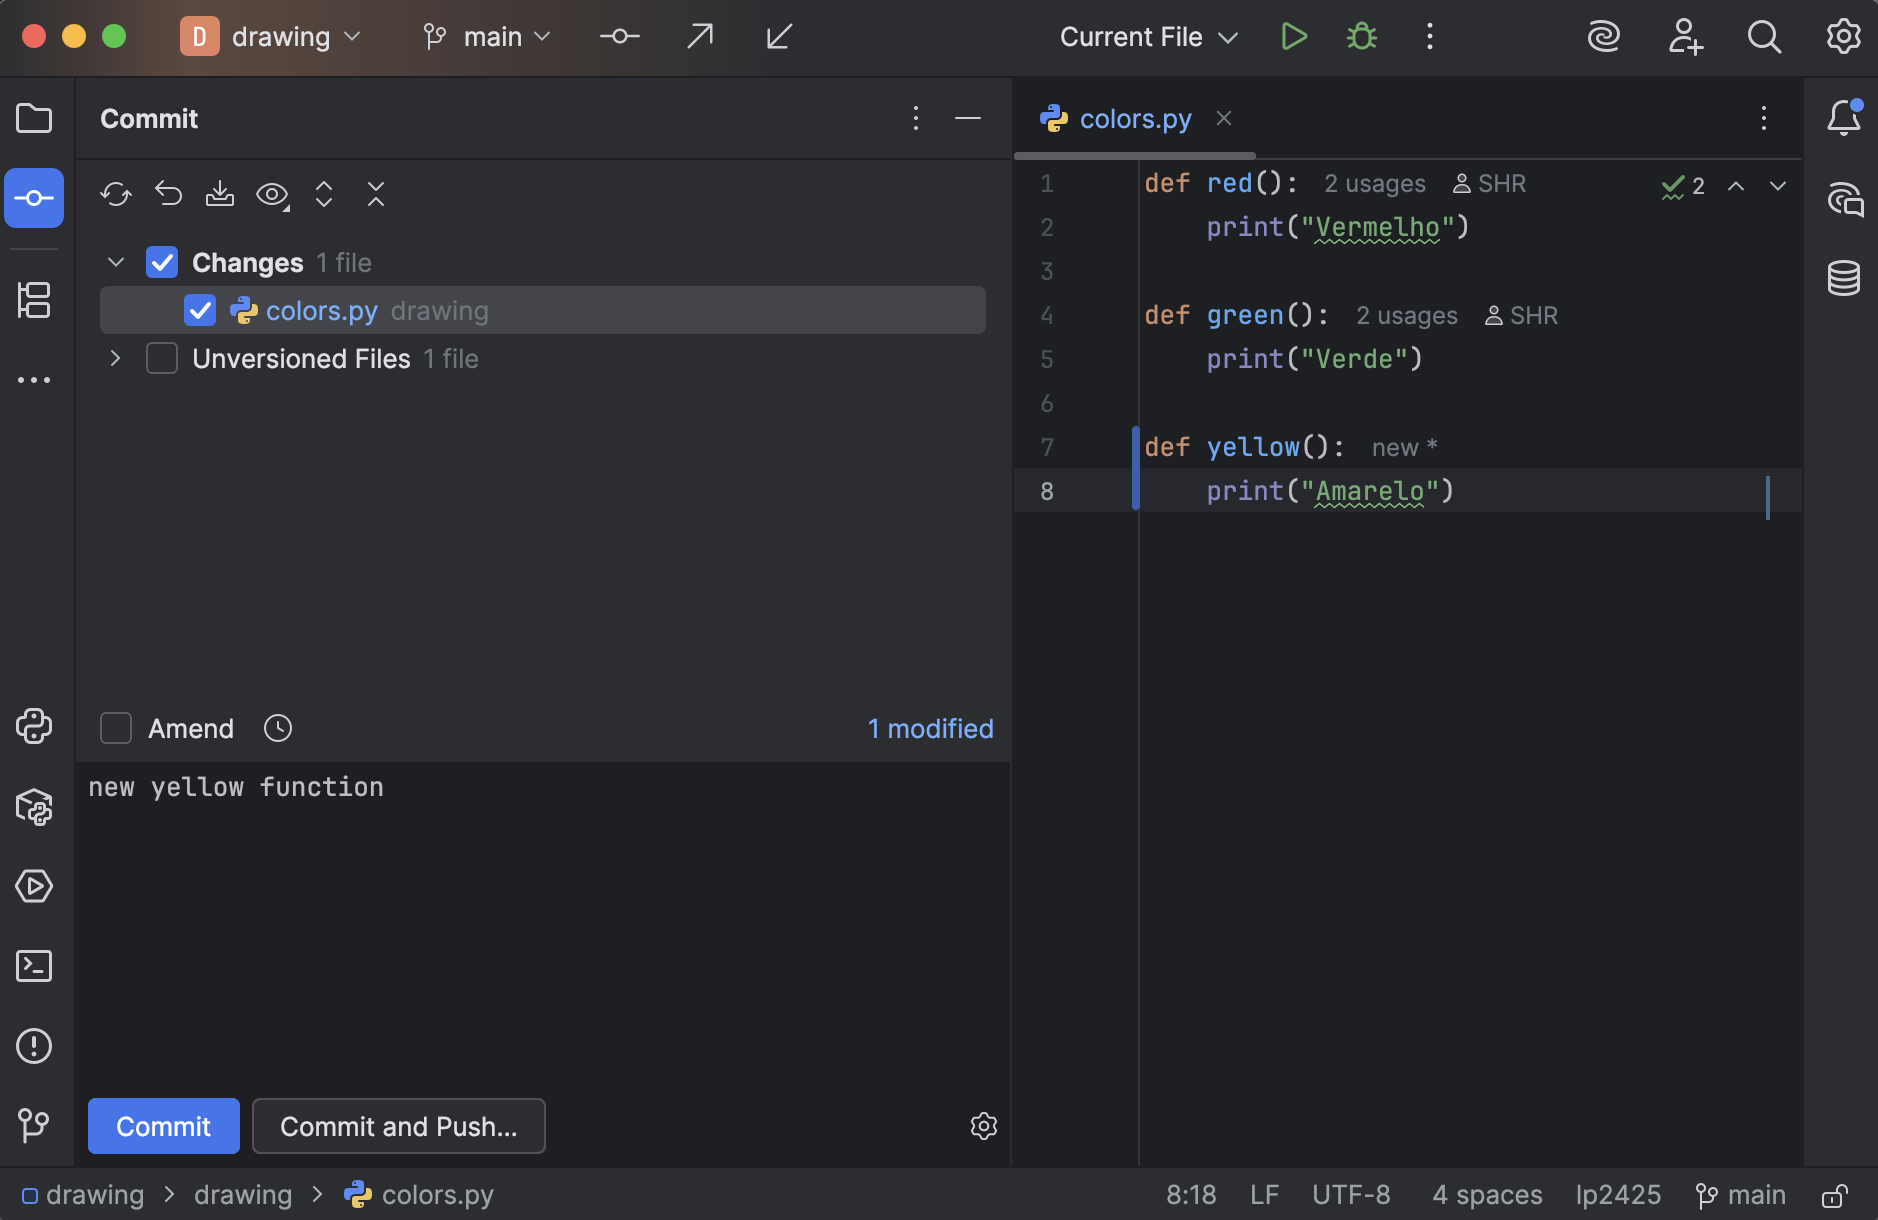 D drawing main Current File
Commit
colors.py
Changes 1 file
colors.py drawing
Unversioned Files 1 file
Amend 1 modified
new yellow function
Commit Commit and Push...
1 def red(): 2 usages SHR 2
2 print("Vermelho")
3
4 def green(): 2 usages SHR
5 print("Verde")
6
7 def yellow(): new *
8 print("Amarelo")
drawing > drawing > colors.py 8:18 LF UTF-8 4 spaces lp2425 main